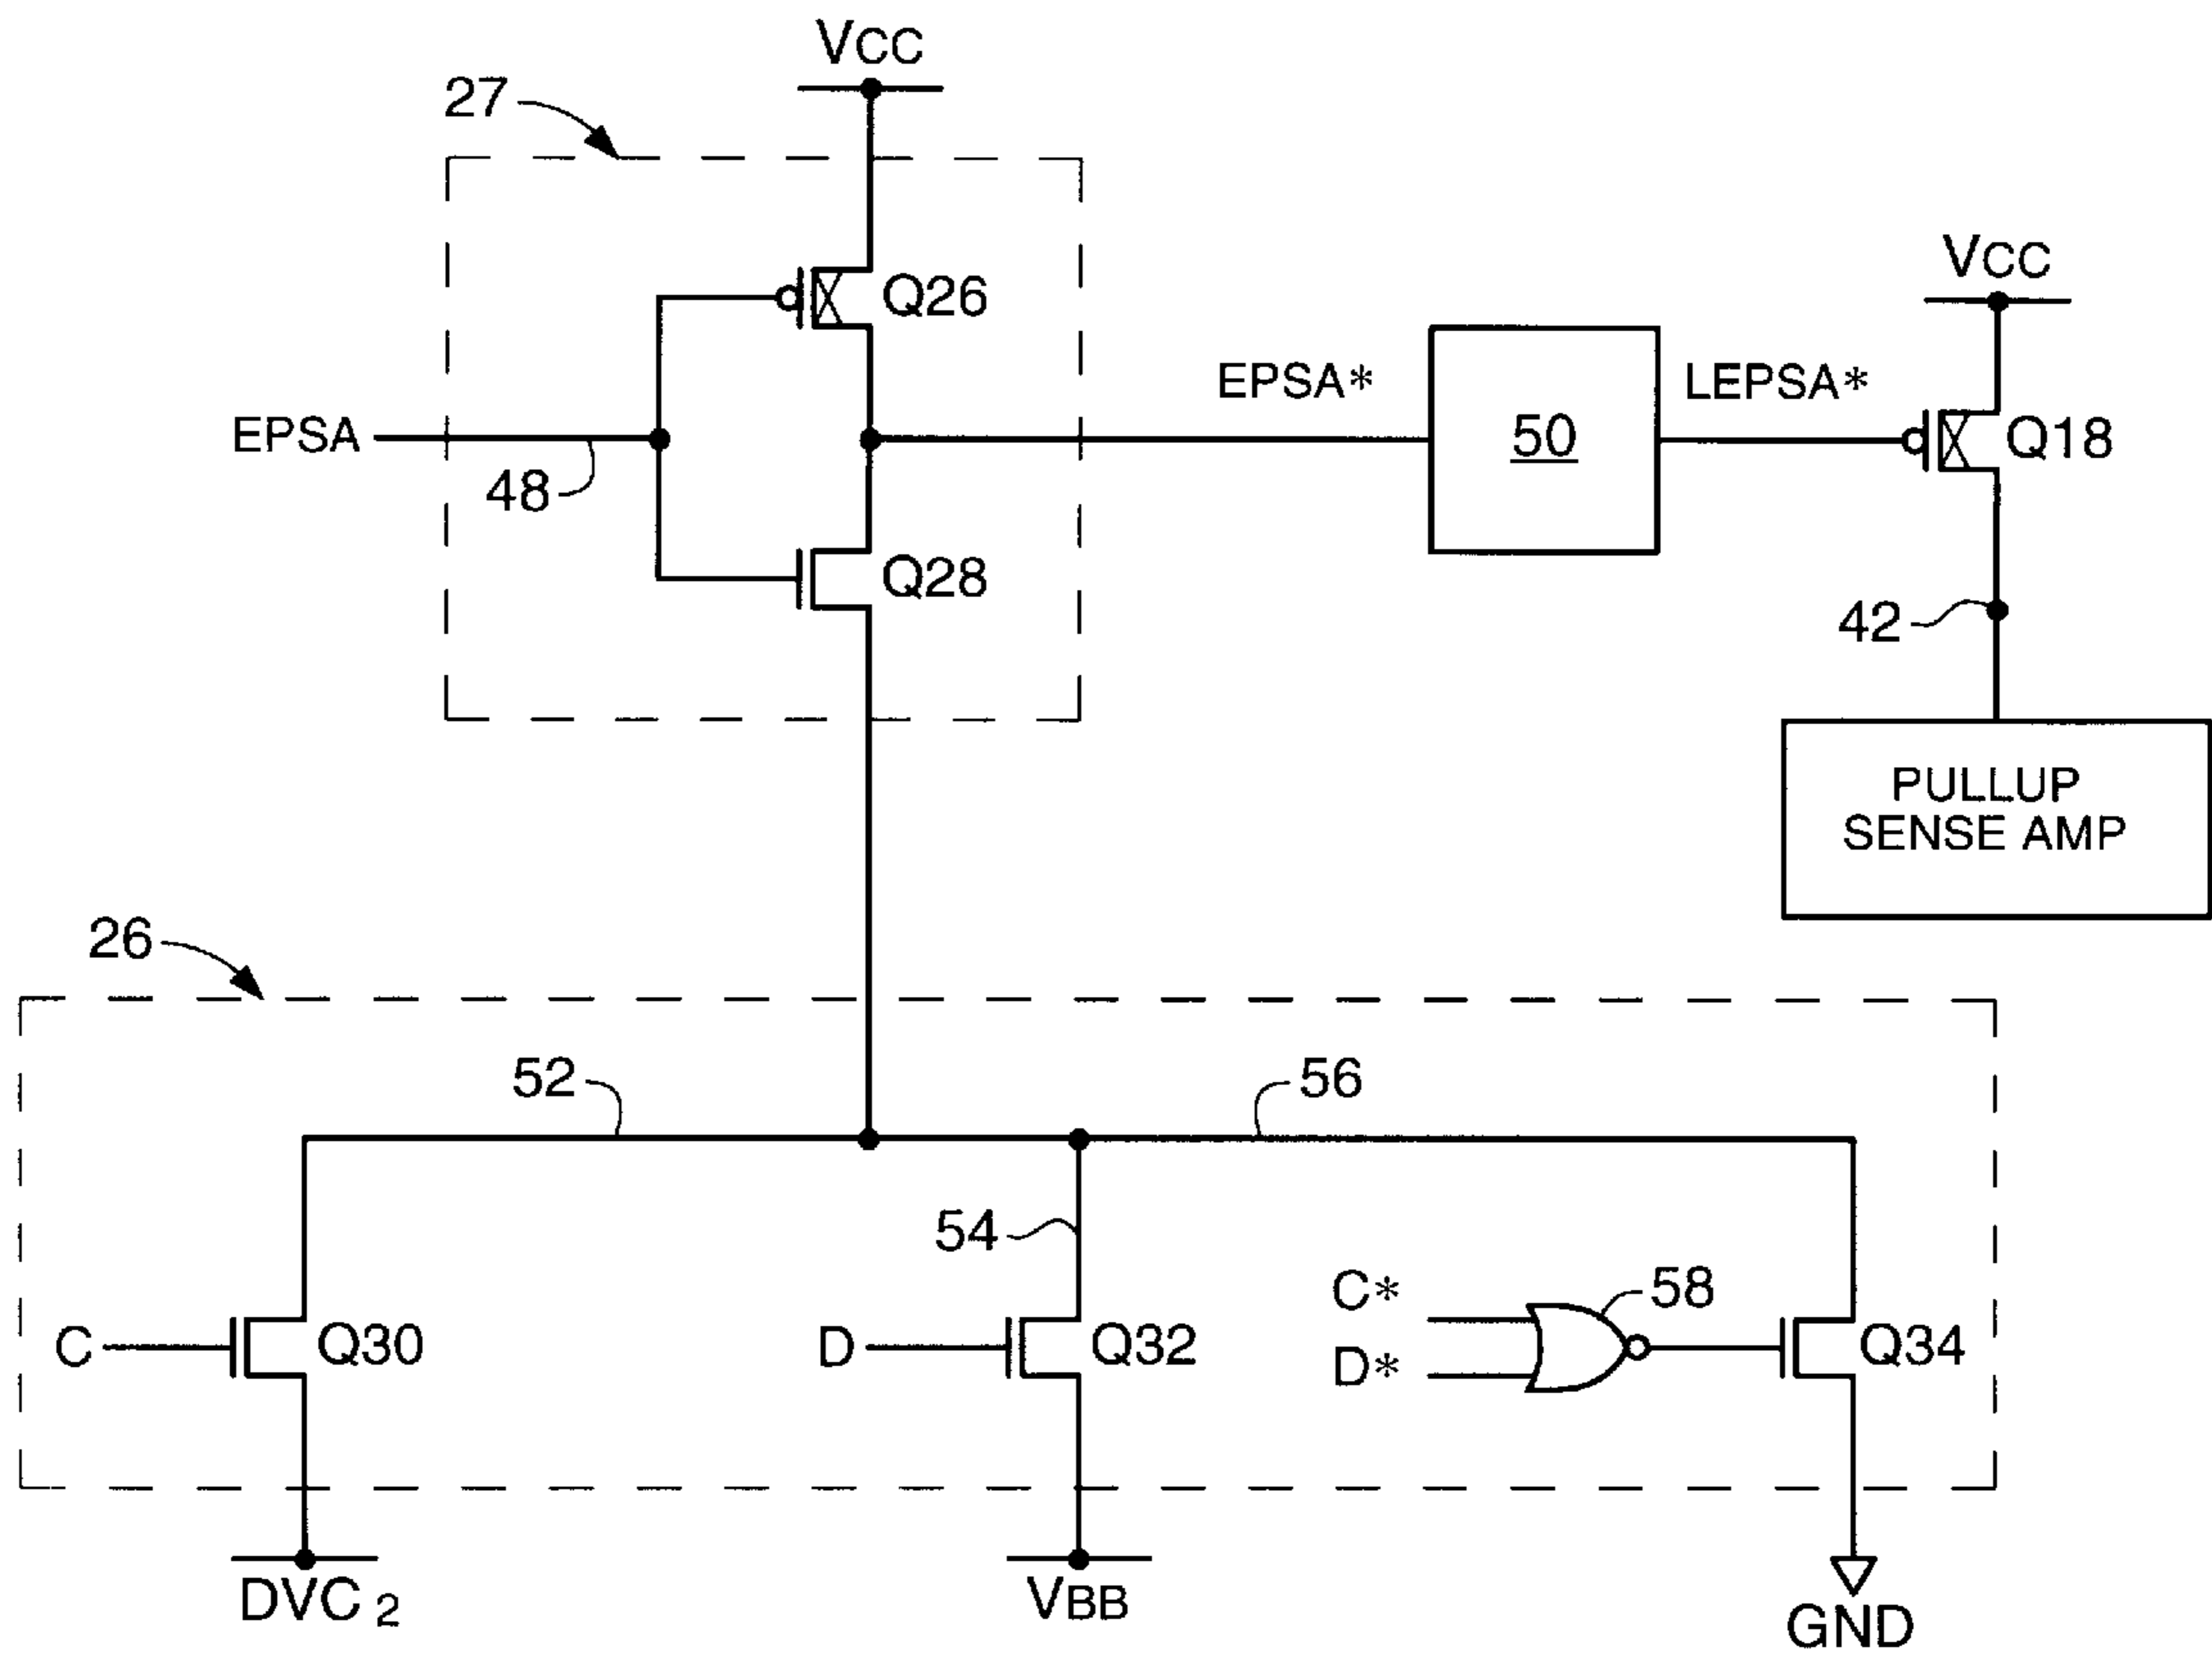 VCC
27
Q26
VCC
EPSA
48
EPSA*
50
LEPSA*
Q18
Q28
42
PULLUP
SENSE AMP
26
52
56
54
C*
58
C
Q30
D
Q32
D*
Q34
DVC 2
VBB
GND